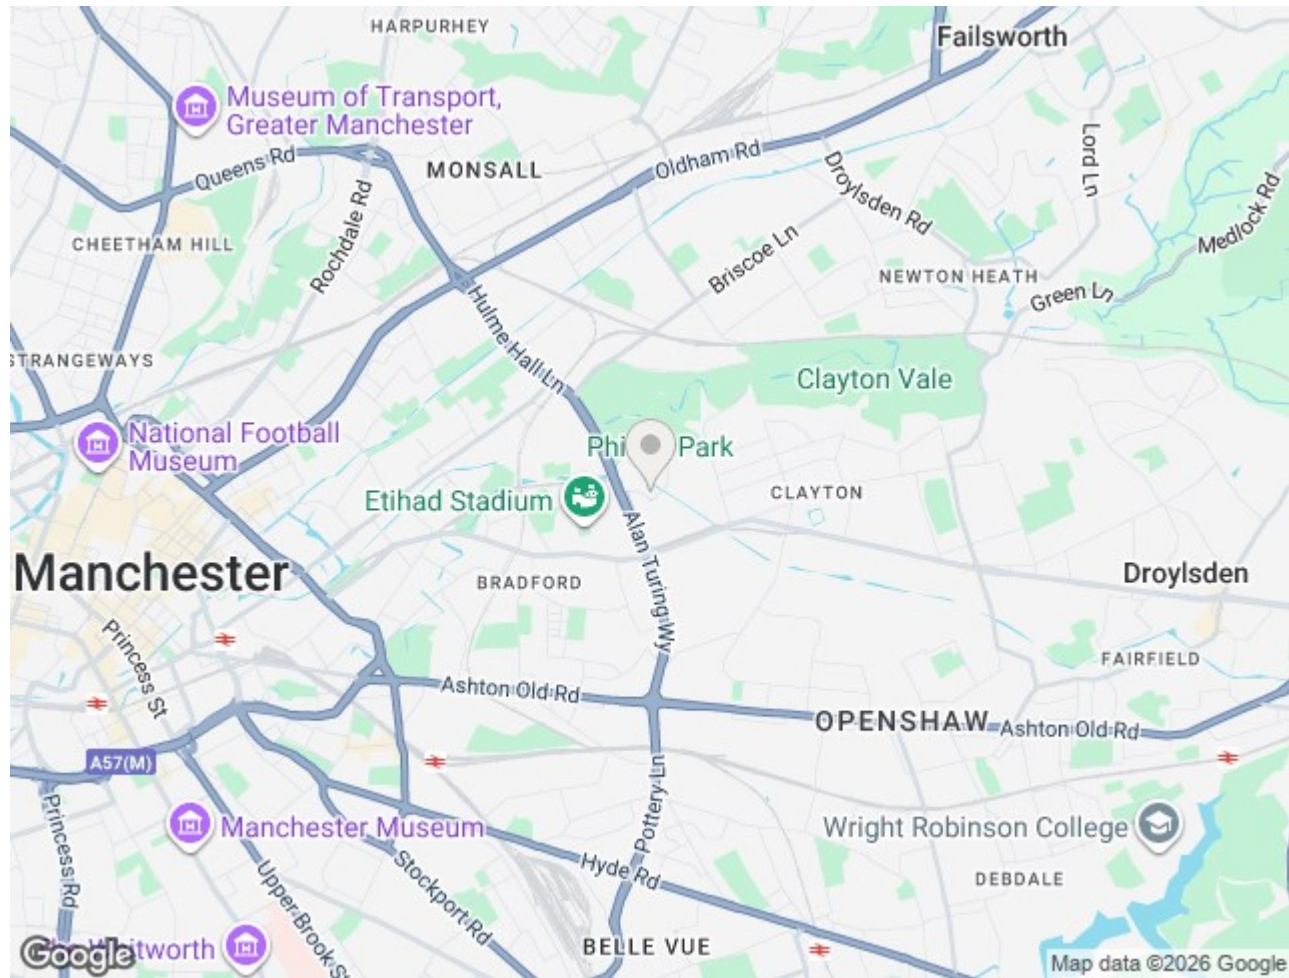 HARPURHEY
Failsworth
Museum of Transport,
Greater Manchester
Queens Rd
MONSALL
Oldham Rd
Droylsden Rd
Lord Ln
Rochdale Rd
Medlock Rd
CHEETHAM HILL
Briscoe Ln
NEWTON HEATH
Green Ln
Hulme Hall Ln
STRANGEWAYS
Clayton Vale
National Football
Museum
Park
Etihad Stadium
CLAYTON
Alan Turing Wy
Manchester
BRADFORD
Droylsden
Princess St
FAIRFIELD
Ashton Old Rd
OPENSHAW
Ashton Old Rd
A57(M)
Princess Rd
Manchester Museum
Pottery Ln
Wright Robinson College
Stockport Rd
Hyde Rd
DEBDALE
Upper Brook St
Whitworth
BELLE VUE
Google
Map data ©2026 Google